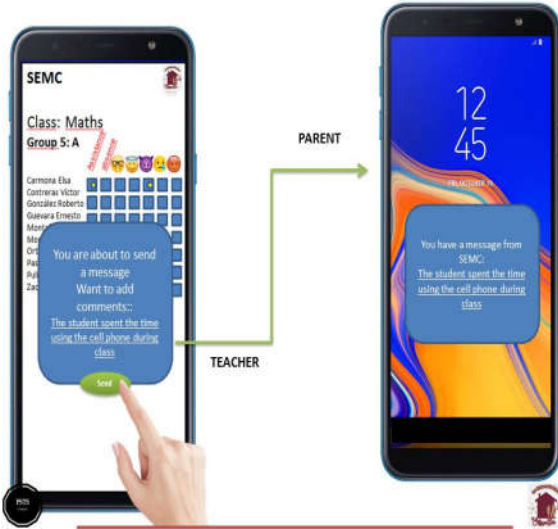 SEMC
Class: Maths
Group 5: A
Carmona Elsa
Contreras Víctor
González Roberto
Guevara Ernesto
You are about to send
a message
Want to add
comments::
The student spent the time
using the cell phone during
class
Send
TEACHER
PARENT
12
45
You have a message from
SEMC:
The student spent the time
using the cell phone during
class